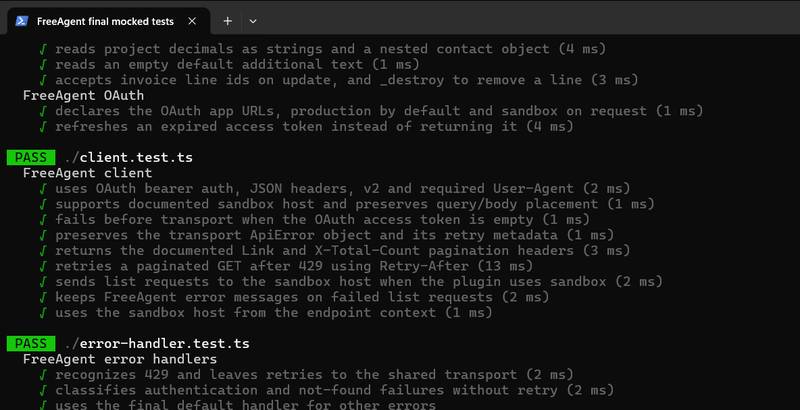 FreeAgent final mocked tests
√ reads project decimals as strings and a nested contact object (4 ms)
√ reads an empty default additional text (1 ms)
√ accepts invoice line ids on update, and _destroy to remove a line (3 ms)
FreeAgent OAuth
√ declares the OAuth app URLs, production by default and sandbox on request (1 ms)
√ refreshes an expired access token instead of returning it (4 ms)
PASS ./client.test.ts
FreeAgent client
√ uses OAuth bearer auth, JSON headers, v2 and required User-Agent (2 ms)
√ supports documented sandbox host and preserves query/body placement (1 ms)
√ fails before transport when the OAuth access token is empty (1 ms)
√ preserves the transport ApiError object and its retry metadata (1 ms)
√ returns the documented Link and X-Total-Count pagination headers (3 ms)
√ retries a paginated GET after 429 using Retry-After (13 ms)
√ sends list requests to the sandbox host when the plugin uses sandbox (2 ms)
√ keeps FreeAgent error messages on failed list requests (2 ms)
√ uses the sandbox host from the endpoint context (1 ms)
PASS ./error-handler.test.ts
FreeAgent error handlers
√ recognizes 429 and leaves retries to the shared transport (2 ms)
√ classifies authentication and not-found failures without retry (2 ms)
√ uses the final default handler for other errors